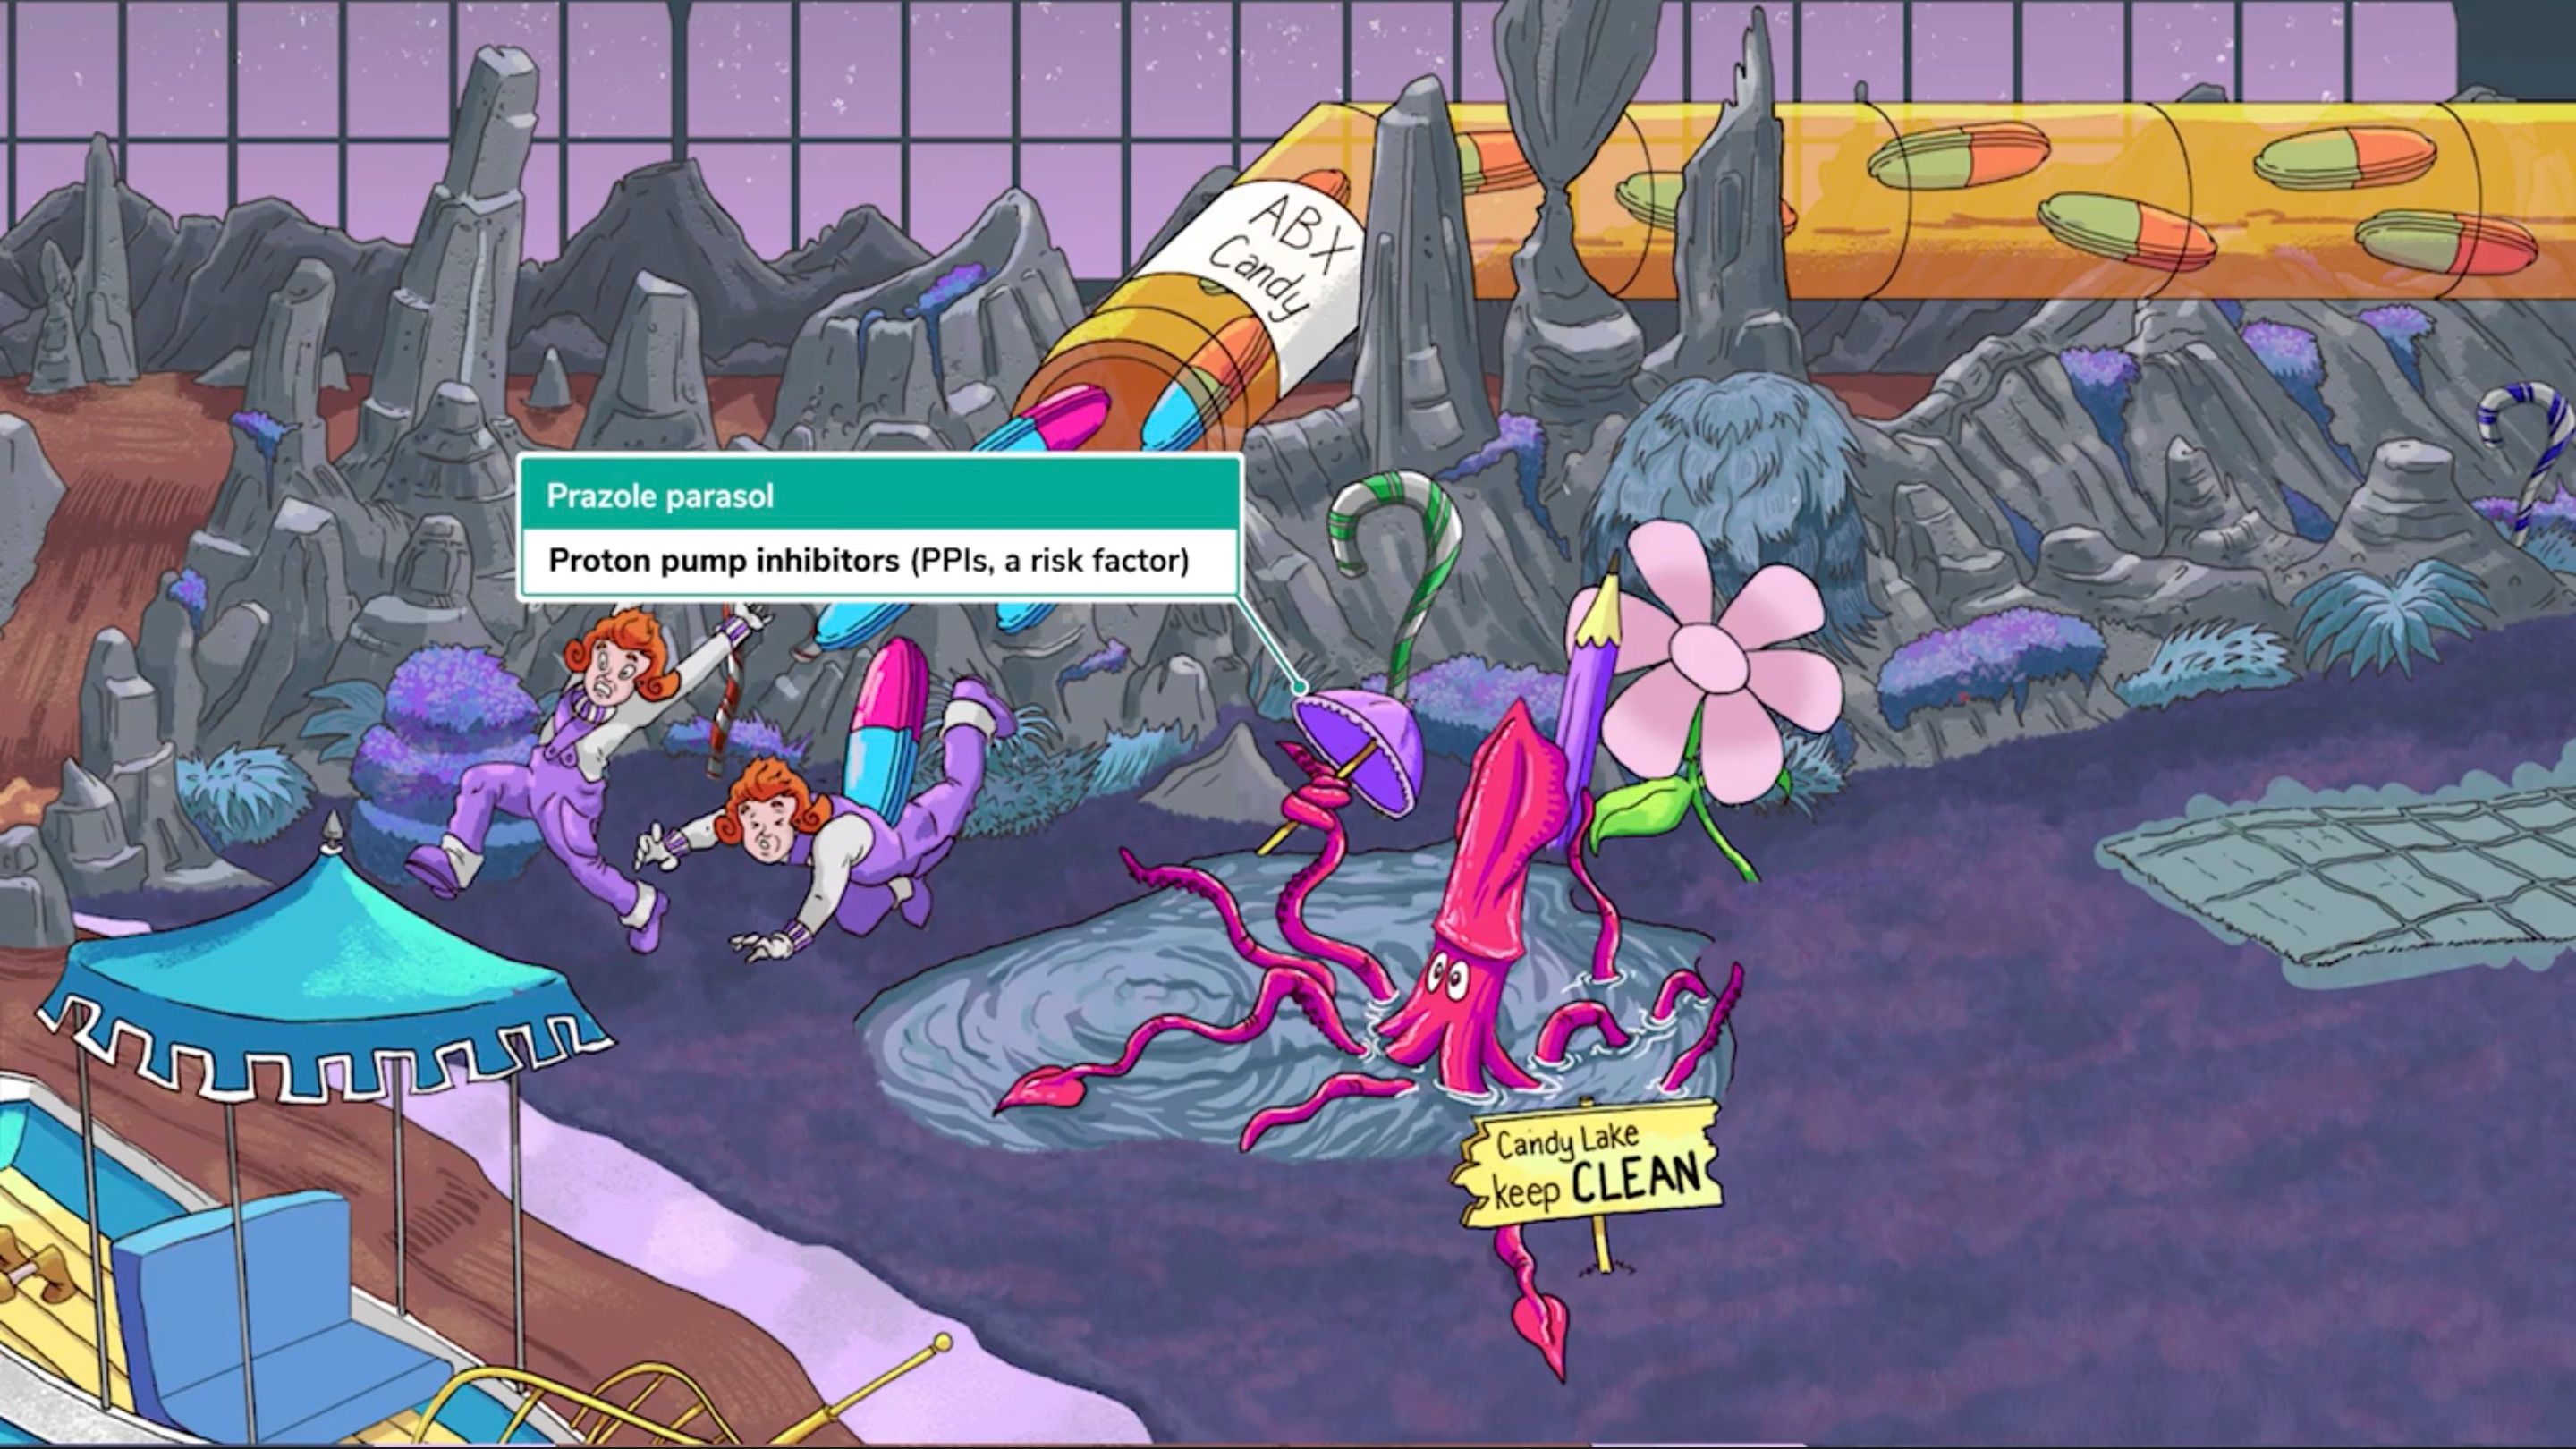 ABX
Candy
Prazole parasol
Proton pump inhibitors (PPIs, a risk factor)
Candy Lake
keep CLEAN